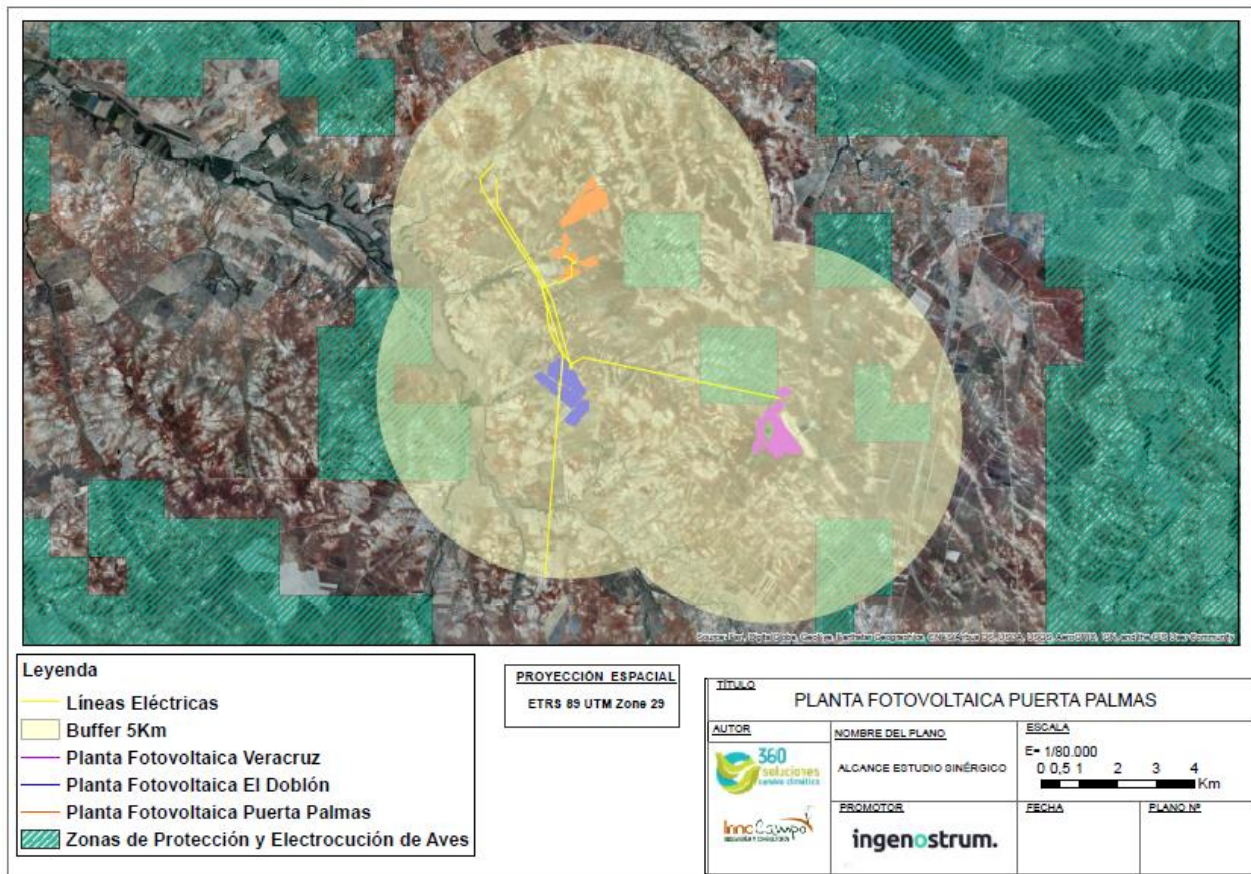 Leyenda
Líneas Eléctricas
Buffer 5Km
Planta Fotovoltaica Veracruz
Planta Fotovoltaica El Doblón
Planta Fotovoltaica Puerta Palmas
Zonas de Protección y Electrocución de Aves
PROYECCIÓN ESPACIAL
ETRS 89 UTM Zone 29
TÍTULO
PLANTA FOTOVOLTAICA PUERTA PALMAS
AUTOR
360
soluciones
cambio climático
InnoCampo
NOMBRE DEL PLANO
ALCANCE ESTUDIO SINÉRGICO
ESCALA
E= 1/80.000
0 0,5 1 2 3 4
Km
PROMOTOR
ingenostrum.
FECHA
PLANO Nº